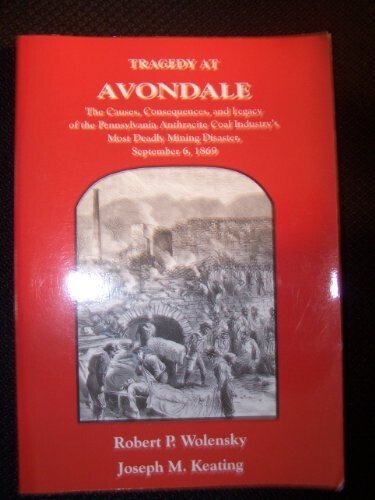 TRAGEDY AT
AVONDALE
The Causes, Consequences, and Legacy
of the Pennsylvania Anthracite Coal Industry's
Most Deadly Mining Disaster,
September 6, 1869
Robert P. Wolensky
Joseph M. Keating